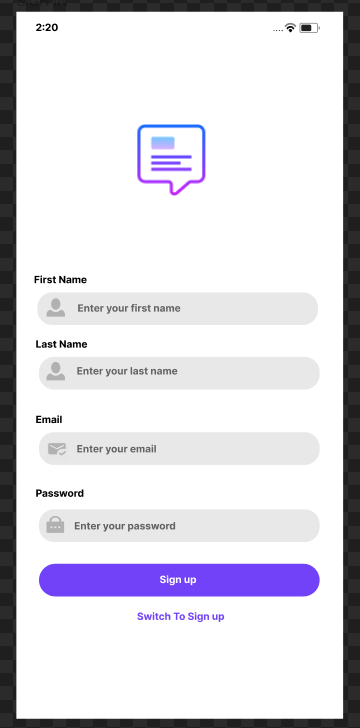 2:20
First Name
Enter your first name
Last Name
Enter your last name
Email
Enter your email
Password
Enter your password
Sign up
Switch To Sign up